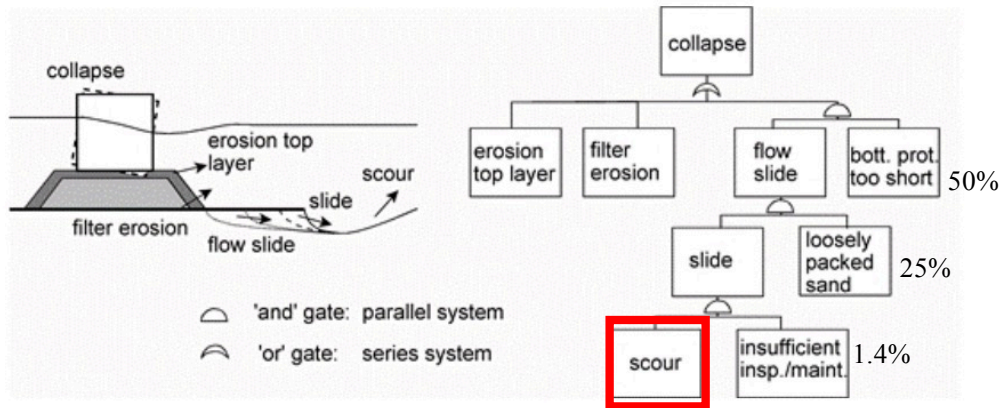 collapse
erosion top
layer
scour
slide
filter erosion
flow slide
'and' gate: parallel system
'or' gate: series system
collapse
erosion
top layer
filter
erosion
flow
slide
bott. prot.
too short
50%
slide
loosely
packed
sand
25%
scour
insufficient
insp./maint.
1.4%